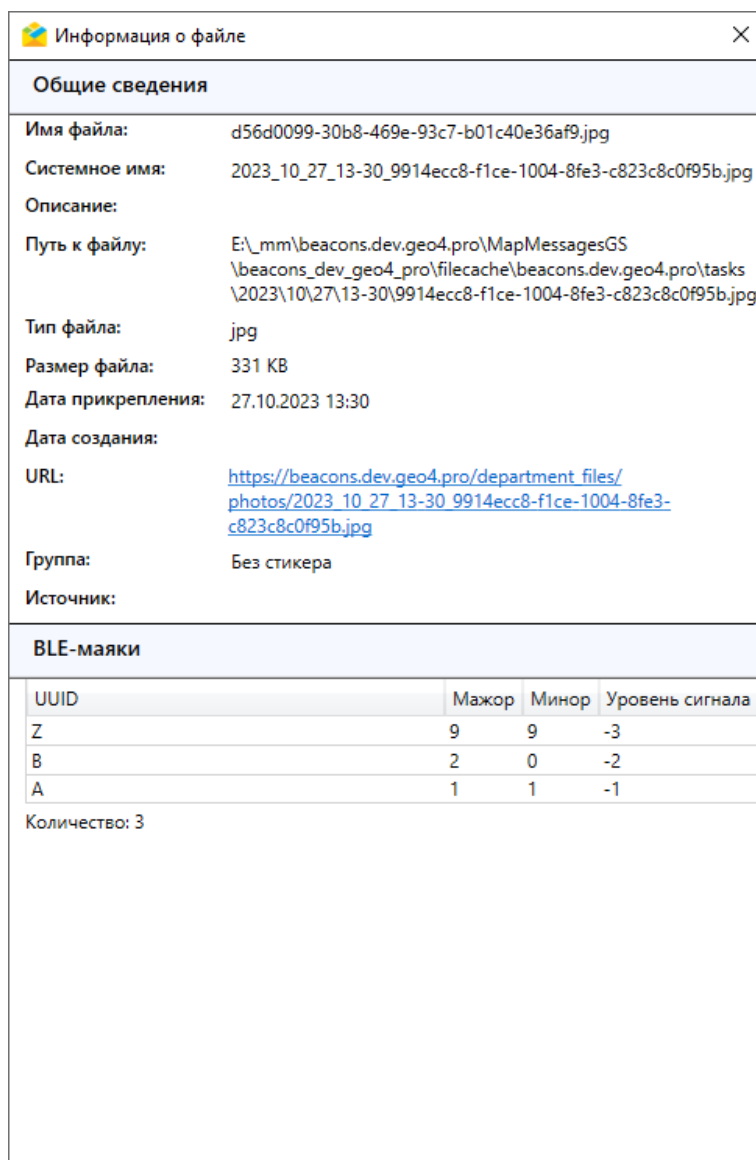 Информация о файле
Общие сведения
Имя файла: d56d0099-30b8-469e-93c7-b01c40e36af9.jpg
Системное имя: 2023_10_27_13-30_9914ecc8-f1ce-1004-8fe3-c823c8c0f95b.jpg
Описание:
Путь к файлу: E:\_mm\beacons.dev.geo4.pro\MapMessagesGS
\beacons_dev_geo4_pro\filecache\beacons.dev.geo4.pro\tasks
\2023\10\27\13-30\9914ecc8-f1ce-1004-8fe3-c823c8c0f95b.jpg
Тип файла: jpg
Размер файла: 331 KB
Дата прикрепления: 27.10.2023 13:30
Дата создания:
URL: https://beacons.dev.geo4.pro/department_files/
photos/2023_10_27_13-30_9914ecc8-f1ce-1004-8fe3-
c823c8c0f95b.jpg
Группа: Без стикера
Источник:
BLE-маяки
UUID Мажор Минор Уровень сигнала
Z 9 9 -3
B 2 0 -2
A 1 1 -1
Количество: 3